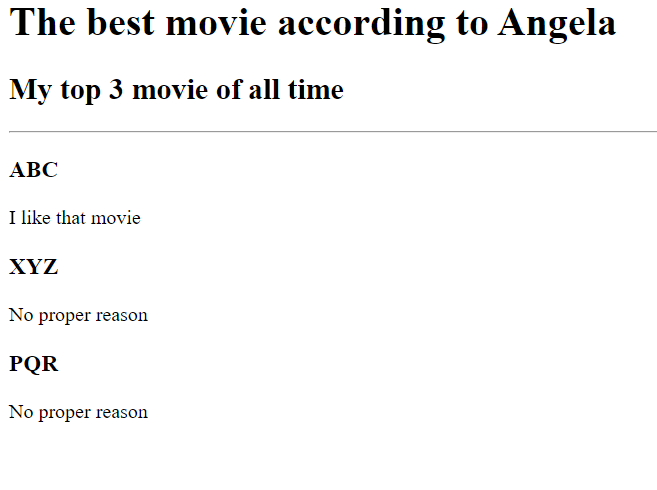 The best movie according to Angela
My top 3 movie of all time
ABC
I like that movie
XYZ
No proper reason
PQR
No proper reason